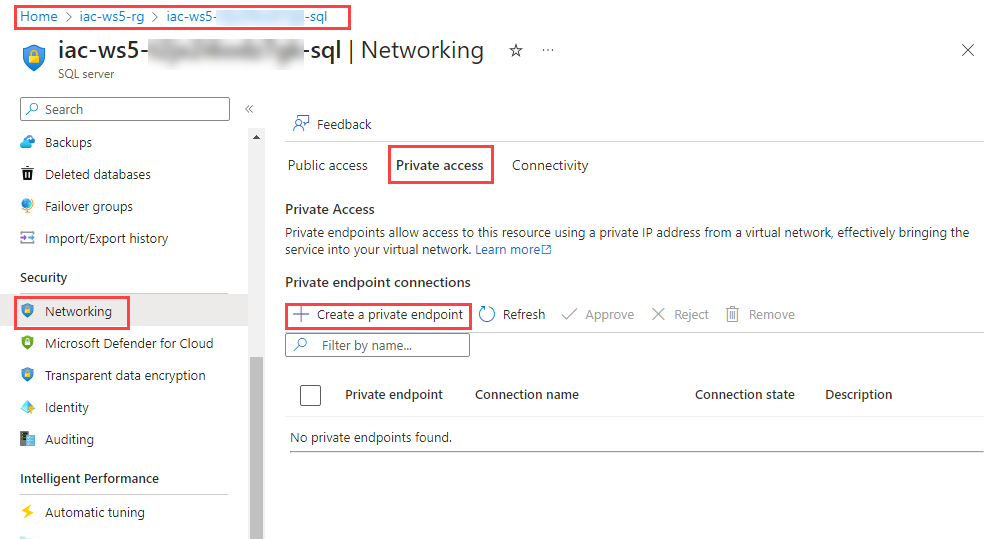 Home > iac-ws5-rg > iac-ws5- -sql
iac-ws5- -sql | Networking
SQL server
Search
Feedback
Backups
Deleted databases
Failover groups
Import/Export history
Security
Networking
Microsoft Defender for Cloud
Transparent data encryption
Identity
Auditing
Intelligent Performance
Automatic tuning
Public access Private access Connectivity
Private Access
Private endpoints allow access to this resource using a private IP address from a virtual network, effectively bringing the
service into your virtual network. Learn more
Private endpoint connections
Create a private endpoint Refresh Approve Reject Remove
Filter by name...
Private endpoint Connection name Connection state Description
No private endpoints found.